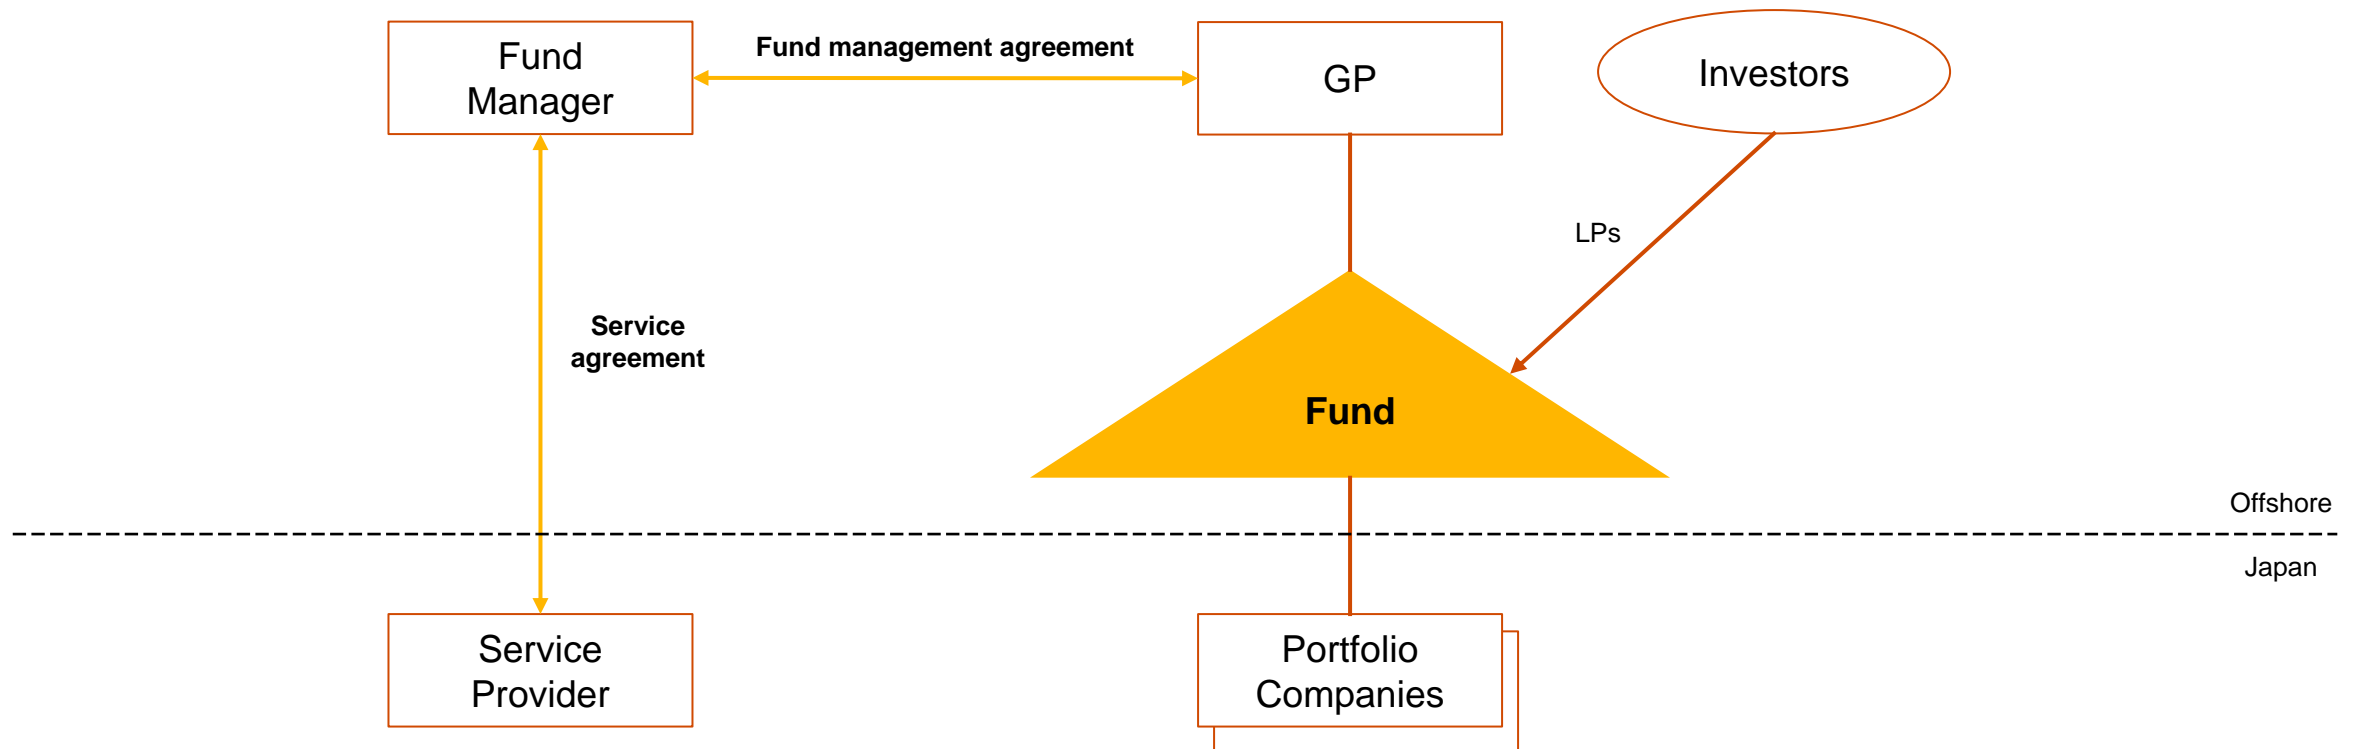 Fund
Manager
Fund management agreement
GP
Investors
LPs
Service
agreement
Fund
Offshore
Japan
Service
Provider
Portfolio
Companies